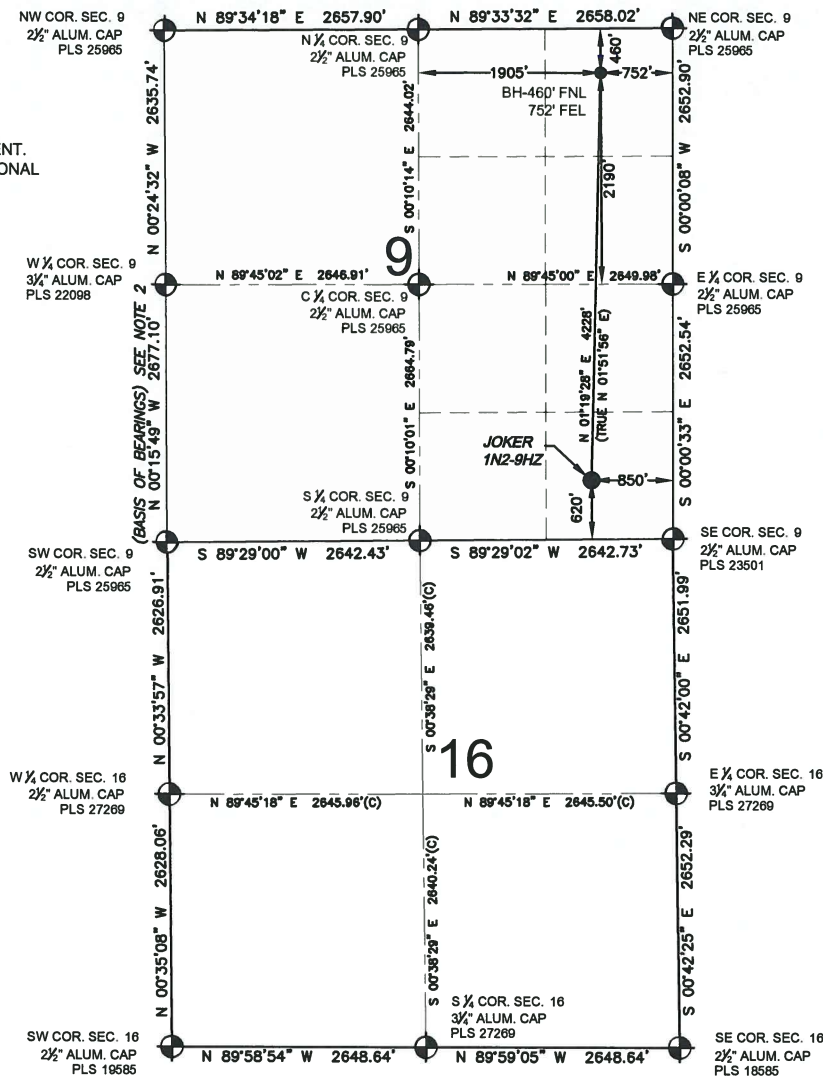 NW COR. SEC. 9
2½" ALUM. CAP
PLS 25965
N 89°34'18" E 2657.90'
N 89°33'32" E 2658.02'
NE COR. SEC. 9
2½" ALUM. CAP
PLS 25965
N ¼ COR. SEC. 9
2½" ALUM. CAP
PLS 25965
460'
1905'
752'
BH-460' FNL
752' FEL
N 00°24'32" W 2635.74'
S 00°10'14" E 2644.02'
2190'
S 00°00'08" W 2652.90'
ENT.
ONAL
W ¼ COR. SEC. 9
3¼" ALUM. CAP
PLS 22098
N 89°45'02" E 2646.91'
9
N 89°45'00" E 2649.98'
C ¼ COR. SEC. 9
2½" ALUM. CAP
PLS 25965
E ¼ COR. SEC. 9
2½" ALUM. CAP
PLS 25965
(BASIS OF BEARINGS) SEE NOTE 2
N 00°15'49" W 2677.10'
S 00°10'01" E 2664.79'
N 01°19'28" E 4228'
(TRUE N 01°51'56" E)
S 00°00'33" E 2652.54'
JOKER
1N2-9HZ
850'
620'
S ¼ COR. SEC. 9
2½" ALUM. CAP
PLS 25965
SW COR. SEC. 9
2½" ALUM. CAP
PLS 25965
S 89°29'00" W 2642.43'
S 89°29'02" W 2642.73'
SE COR. SEC. 9
2½" ALUM. CAP
PLS 23501
N 00°33'57" W 2626.91'
S 00°38'29" E 2639.46'(C)
S 00°42'00" E 2651.99'
16
W ¼ COR. SEC. 16
2½" ALUM. CAP
PLS 27269
N 89°45'18" E 2645.96'(C)
N 89°45'18" E 2645.50'(C)
E ¼ COR. SEC. 16
3¼" ALUM. CAP
PLS 27269
N 00°35'08" W 2628.06'
S 00°38'29" E 2640.24'(C)
S 00°42'25" E 2652.29'
S ¼ COR. SEC. 16
3¼" ALUM. CAP
PLS 27269
SW COR. SEC. 16
2½" ALUM. CAP
PLS 19585
N 89°58'54" W 2648.64'
N 89°59'05" W 2648.64'
SE COR. SEC. 16
2½" ALUM. CAP
PLS 18585